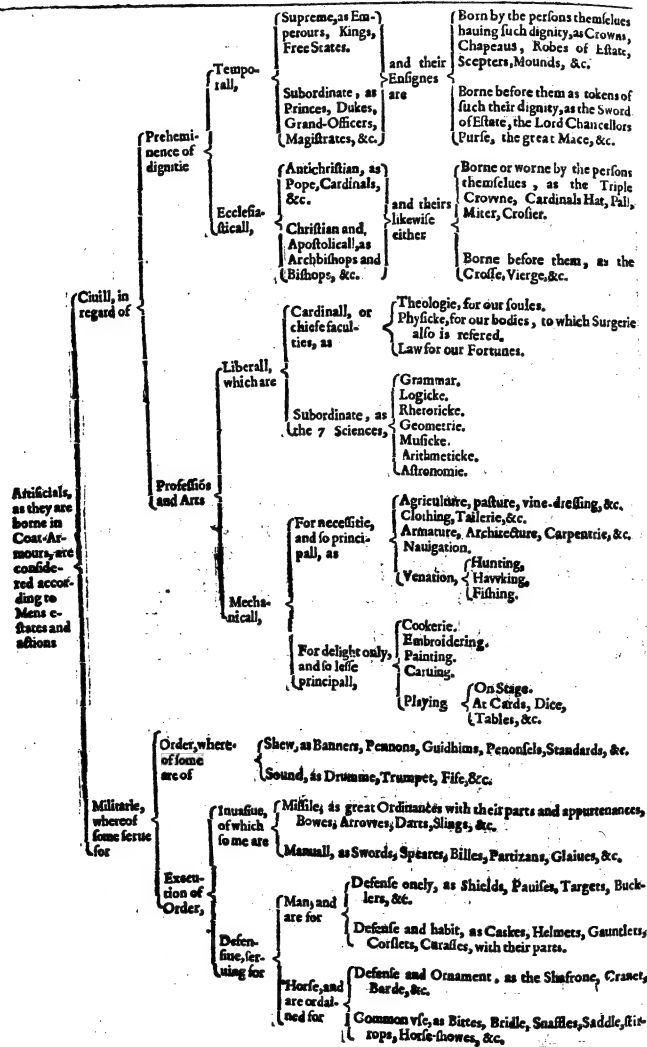 Artificials,
as they are
borne in
Coat-Ar-
mours, are
conſide-
red accor-
ding to
Mens e-
ſtates and
actions
Ciuill, in
regard of
Prehemi-
nence of
dignitie
Tempo-
rall,
Supreme, as Em-
perours, Kings,
Free States.
Subordinate, as
Princes, Dukes,
Grand-Officers,
Magiſtrates, &c.
and their
Enſignes
are
Born by the perſons themſelues
hauing ſuch dignity, as Crowns,
Chapeaus, Robes of Eſtate,
Scepters, Mounds, &c.
Borne before them as tokens of
ſuch their dignity, as the Sword
of Eſtate, the Lord Chancellors
Purſe, the great Mace, &c.
Eccleſia-
ſticall,
Antichriſtian, as
Pope, Cardinals,
&c.
Chriſtian and,
Apoſtolicall, as
Archbiſhops and
Biſhops, &c.
and theirs
likewiſe
either
Borne or worne by the perſons
themſelues, as the Triple
Crowne, Cardinals Hat, Pall,
Miter, Croſier.
Borne before them, as the
Croſſe, Vierge, &c.
Profeſſiōs
and Arts
Liberall,
which are
Cardinall, or
chiefe facul-
ties, as
Theologie, for our ſoules.
Phyſicke, for our bodies, to which Surgerie
alſo is refered.
Law for our Fortunes.
Subordinate, as
the 7 Sciences,
Grammar.
Logicke.
Rhetoricke.
Geometrie.
Muſicke.
Arithmeticke.
Aſtronomie.
Mecha-
nicall,
For neceſſitie,
and ſo princi-
pall, as
Agriculture, paſture, vine-dreſſing, &c.
Clothing, Tailerie, &c.
Armature, Architecture, Carpentrie, &c.
Nauigation.
Venation,
Hunting,
Hawking,
Fiſhing.
For delight only,
and ſo leſſe
principall,
Cookerie.
Embroidering.
Painting.
Caruing.
Playing
On Stage.
At Cards, Dice,
Tables, &c.
Militarie,
whereof
ſome ſerue
for
Order, where-
of ſome
are of
Shew, as Banners, Pennons, Guidhims, Penonſels, Standards, &c.
Sound, as Drumme, Trumpet, Fife, &c.
Execu-
tion of
Order,
Inuaſiue,
of which
ſome are
Miſſile, as great Ordinances with their parts and appurtenances,
Bowes, Arrowes, Darts, Slings, &c.
Manuall, as Swords, Speares, Billes, Partizans, Glaiues, &c.
Defen-
ſiue, ſer-
uing for
Man, and
are for
Defenſe onely, as Shields, Pauiſes, Targets, Buck-
lers, &c.
Defenſe and habit, as Caskes, Helmets, Gauntlets,
Corſlets, Curaſſes, with their parts.
Horſe, and
are ordai-
ned for
Defenſe and Ornament, as the Shafrone, Cranet,
Barde, &c.
Common vſe, as Bittes, Bridle, Snaffles, Saddle, ſtir-
rops, Horſe-ſhowes, &c.